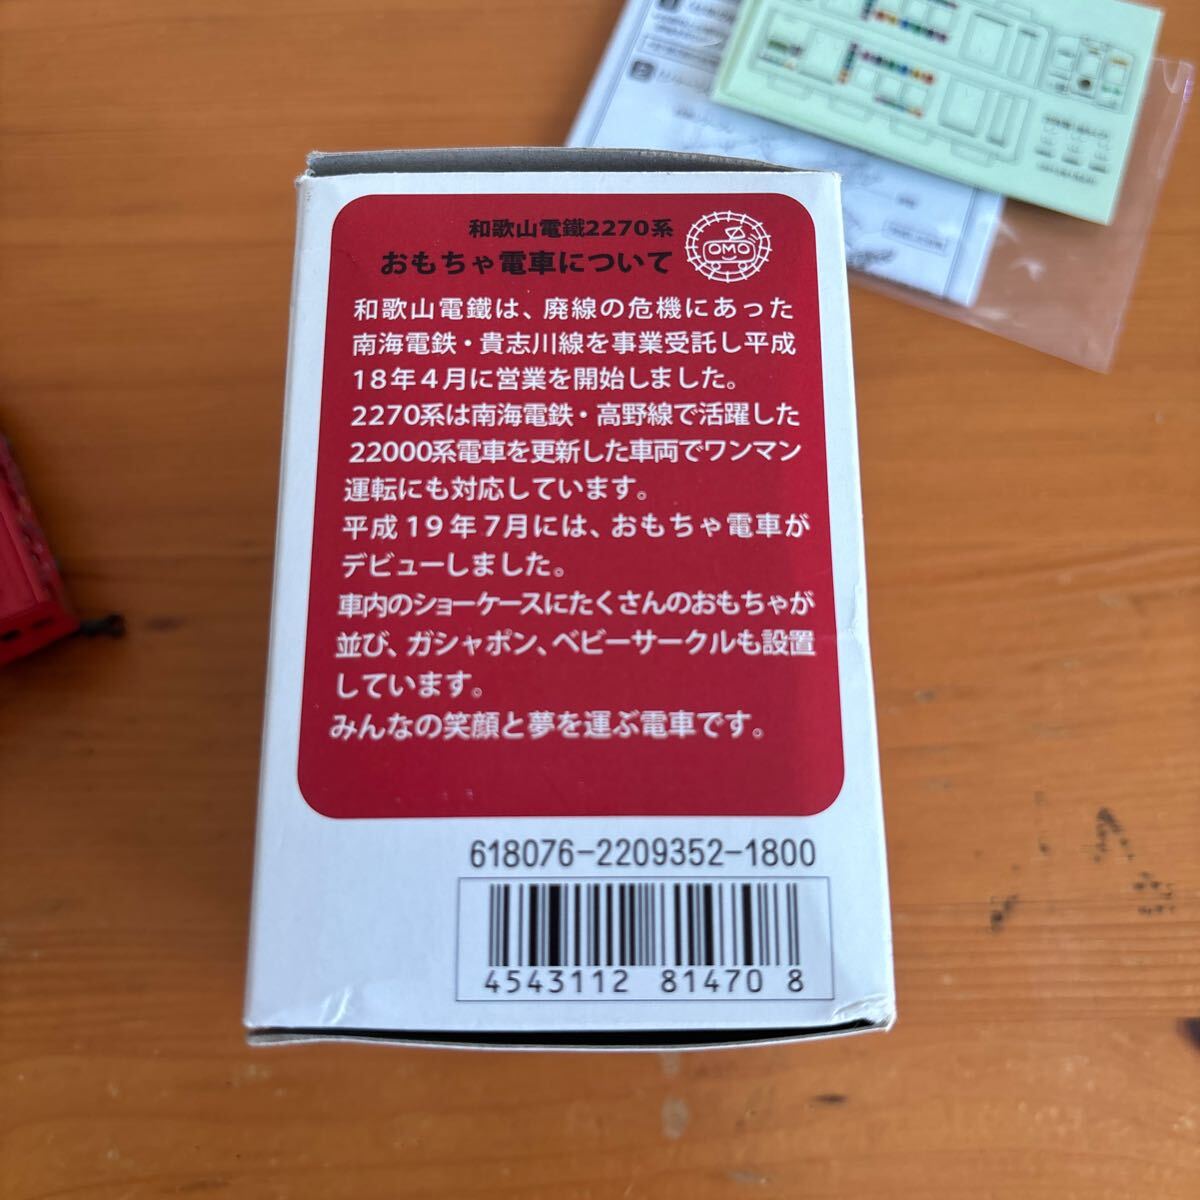 和歌山電鐵2270系
おもちゃ電車について
OMO
和歌山電鐵は、廃線の危機にあった
南海電鉄・貴志川線を事業受託し平成
18年4月に営業を開始しました。
2270系は南海電鉄・高野線で活躍した
22000系電車を更新した車両でワンマン
運転にも対応しています。
平成19年7月には、おもちゃ電車が
デビューしました。
車内のショーケースにたくさんのおもちゃが
並び、ガシャポン、ベビーサークルも設置
しています。
みんなの笑顔と夢を運ぶ電車です。
618076-2209352-1800
4543112 81470 8